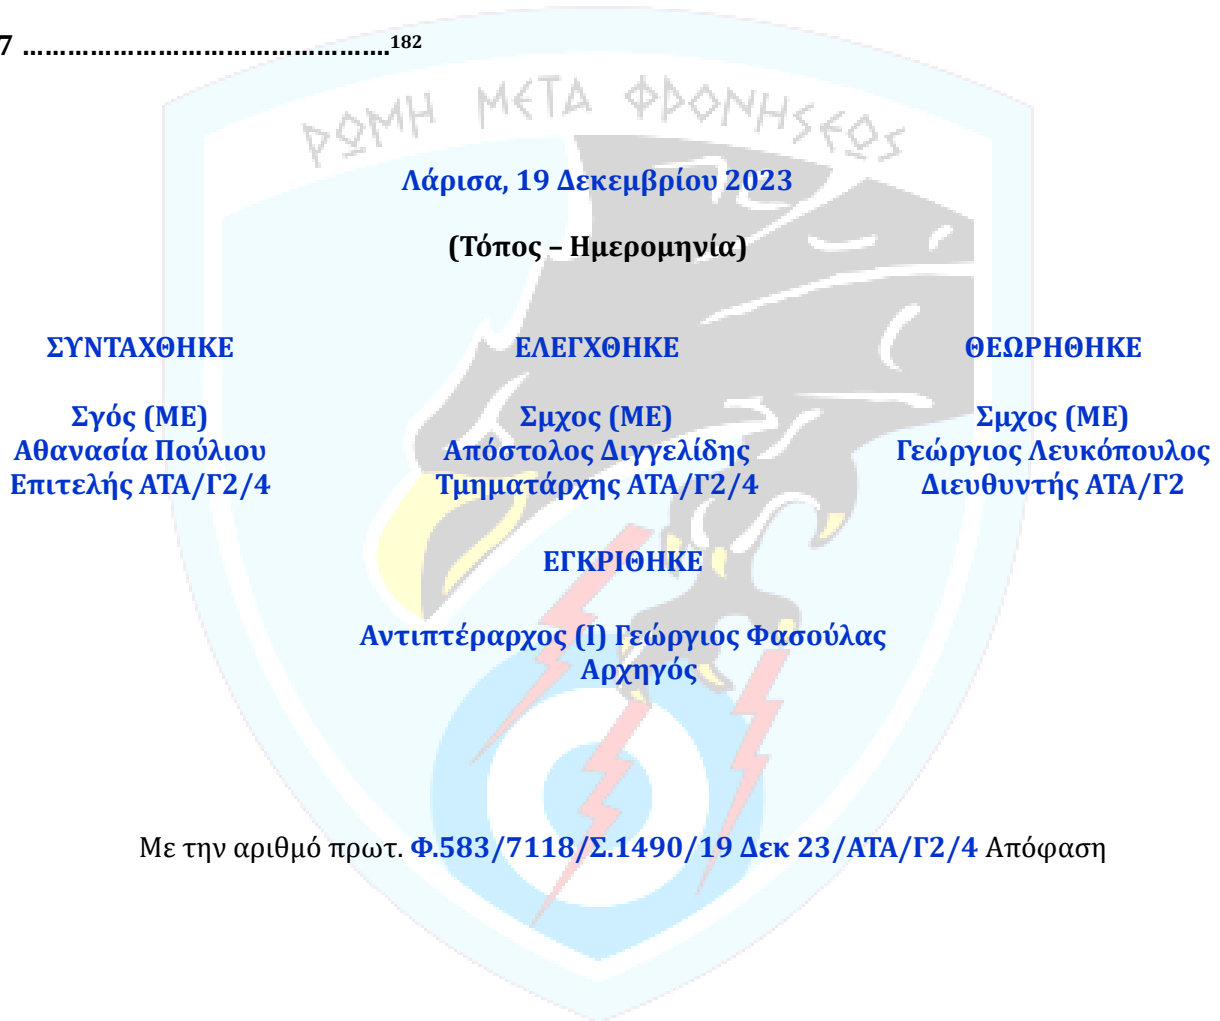 7 ……………………………………….182
ΡΩΜΗ ΜΕΤΑ ΦΡΟΝΗΣΕΩΣ
Λάρισα, 19 Δεκεμβρίου 2023
(Τόπος – Ημερομηνία)
ΣΥΝΤΑΧΘΗΚΕ
Σγός (ΜΕ)
Αθανασία Πούλιου
Επιτελής ΑΤΑ/Γ2/4
ΕΛΕΓΧΘΗΚΕ
Σμχος (ΜΕ)
Απόστολος Διγγελίδης
Τμηματάρχης ΑΤΑ/Γ2/4
ΘΕΩΡΗΘΗΚΕ
Σμχος (ΜΕ)
Γεώργιος Λευκόπουλος
Διευθυντής ΑΤΑ/Γ2
ΕΓΚΡΙΘΗΚΕ
Αντιπτέραρχος (Ι) Γεώργιος Φασούλας
Αρχηγός
Με την αριθμό πρωτ. Φ.583/7118/Σ.1490/19 Δεκ 23/ΑΤΑ/Γ2/4 Απόφαση